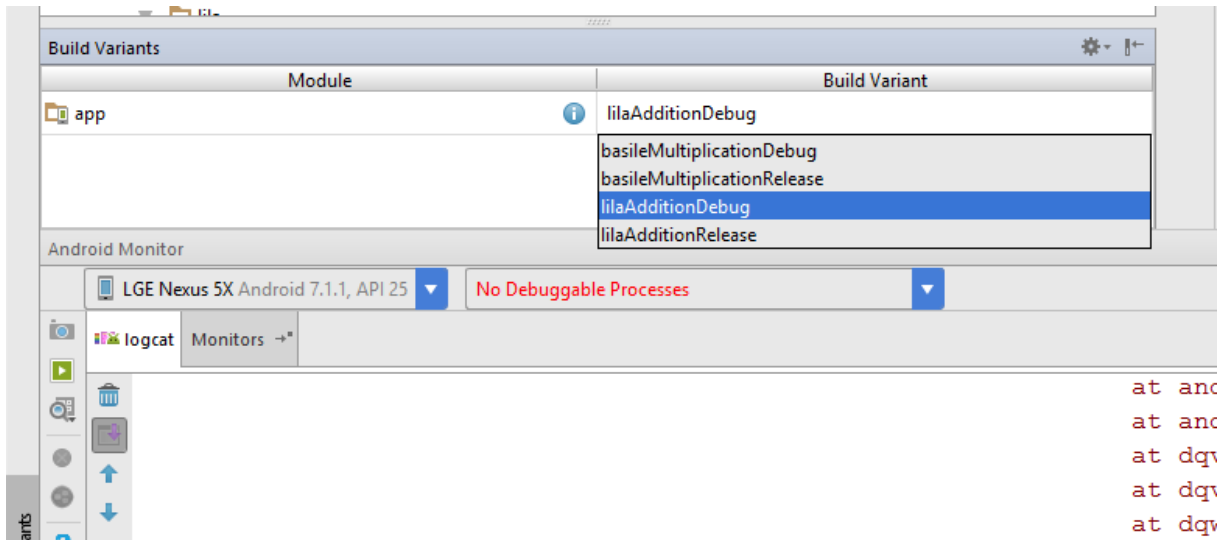 lila
Build Variants
Module Build Variant
app lilaAdditionDebug
basileMultiplicationDebug
basileMultiplicationRelease
lilaAdditionDebug
lilaAdditionRelease
Android Monitor
LGE Nexus 5X Android 7.1.1, API 25 No Debuggable Processes
logcat Monitors
at
at
at
at
at